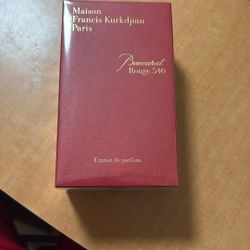 Maison
Francis Kurkdjian
Paris
Baccarat
Rouge 540
Extrait de parfum